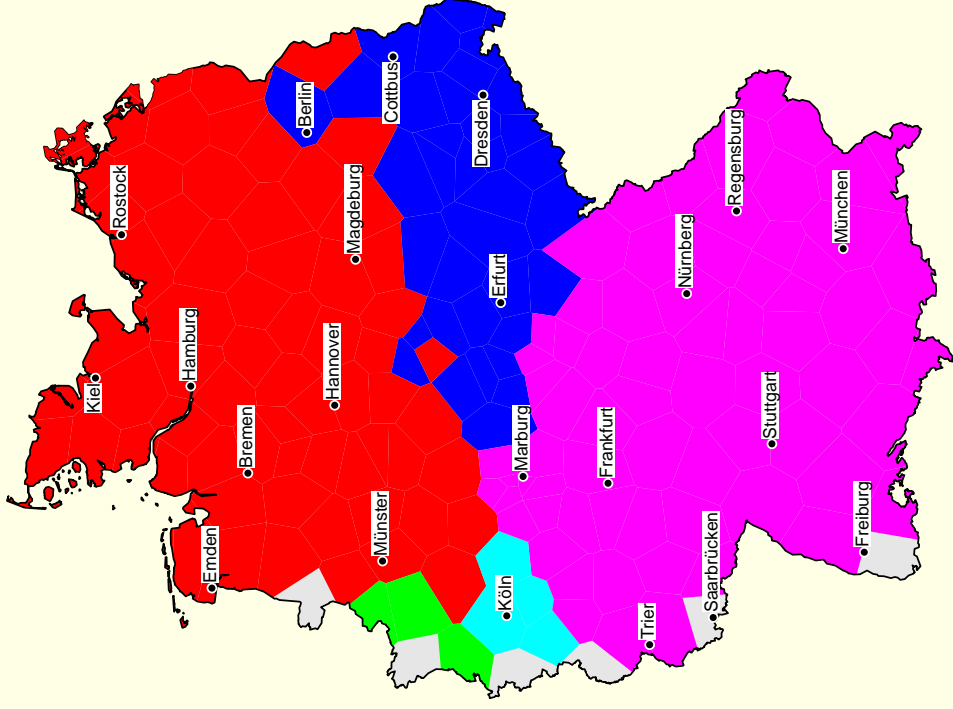 Kiel
Rostock
Hamburg
Emden
Bremen
Berlin
Hannover
Magdeburg
Münster
Cottbus
Dresden
Erfurt
Köln
Marburg
Frankfurt
Trier
Nürnberg
Saarbrücken
Regensburg
Stuttgart
München
Freiburg